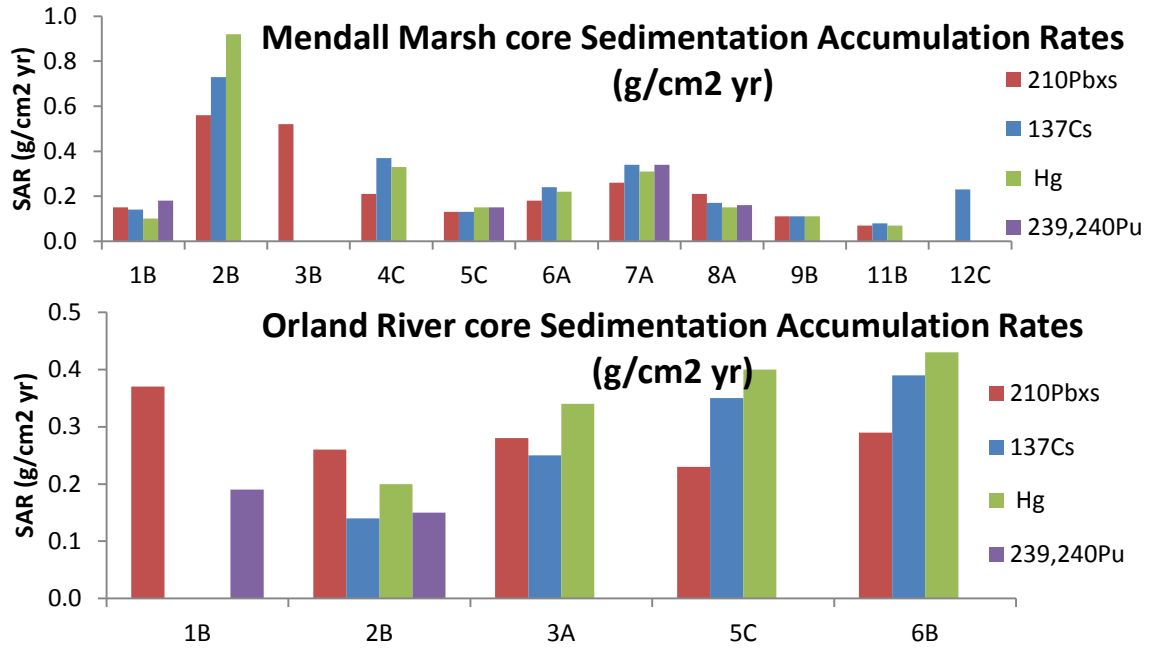 Mendall Marsh core Sedimentation Accumulation Rates
(g/cm2 yr)
SAR (g/cm2 yr)
1.0
0.8
0.6
0.4
0.2
0.0
1B 2B 3B 4C 5C 6A 7A 8A 9B 11B 12C
210Pbxs
137Cs
Hg
239,240Pu
Orland River core Sedimentation Accumulation Rates
(g/cm2 yr)
SAR (g/cm2 yr)
0.5
0.4
0.3
0.2
0.1
0.0
1B 2B 3A 5C 6B
210Pbxs
137Cs
Hg
239,240Pu